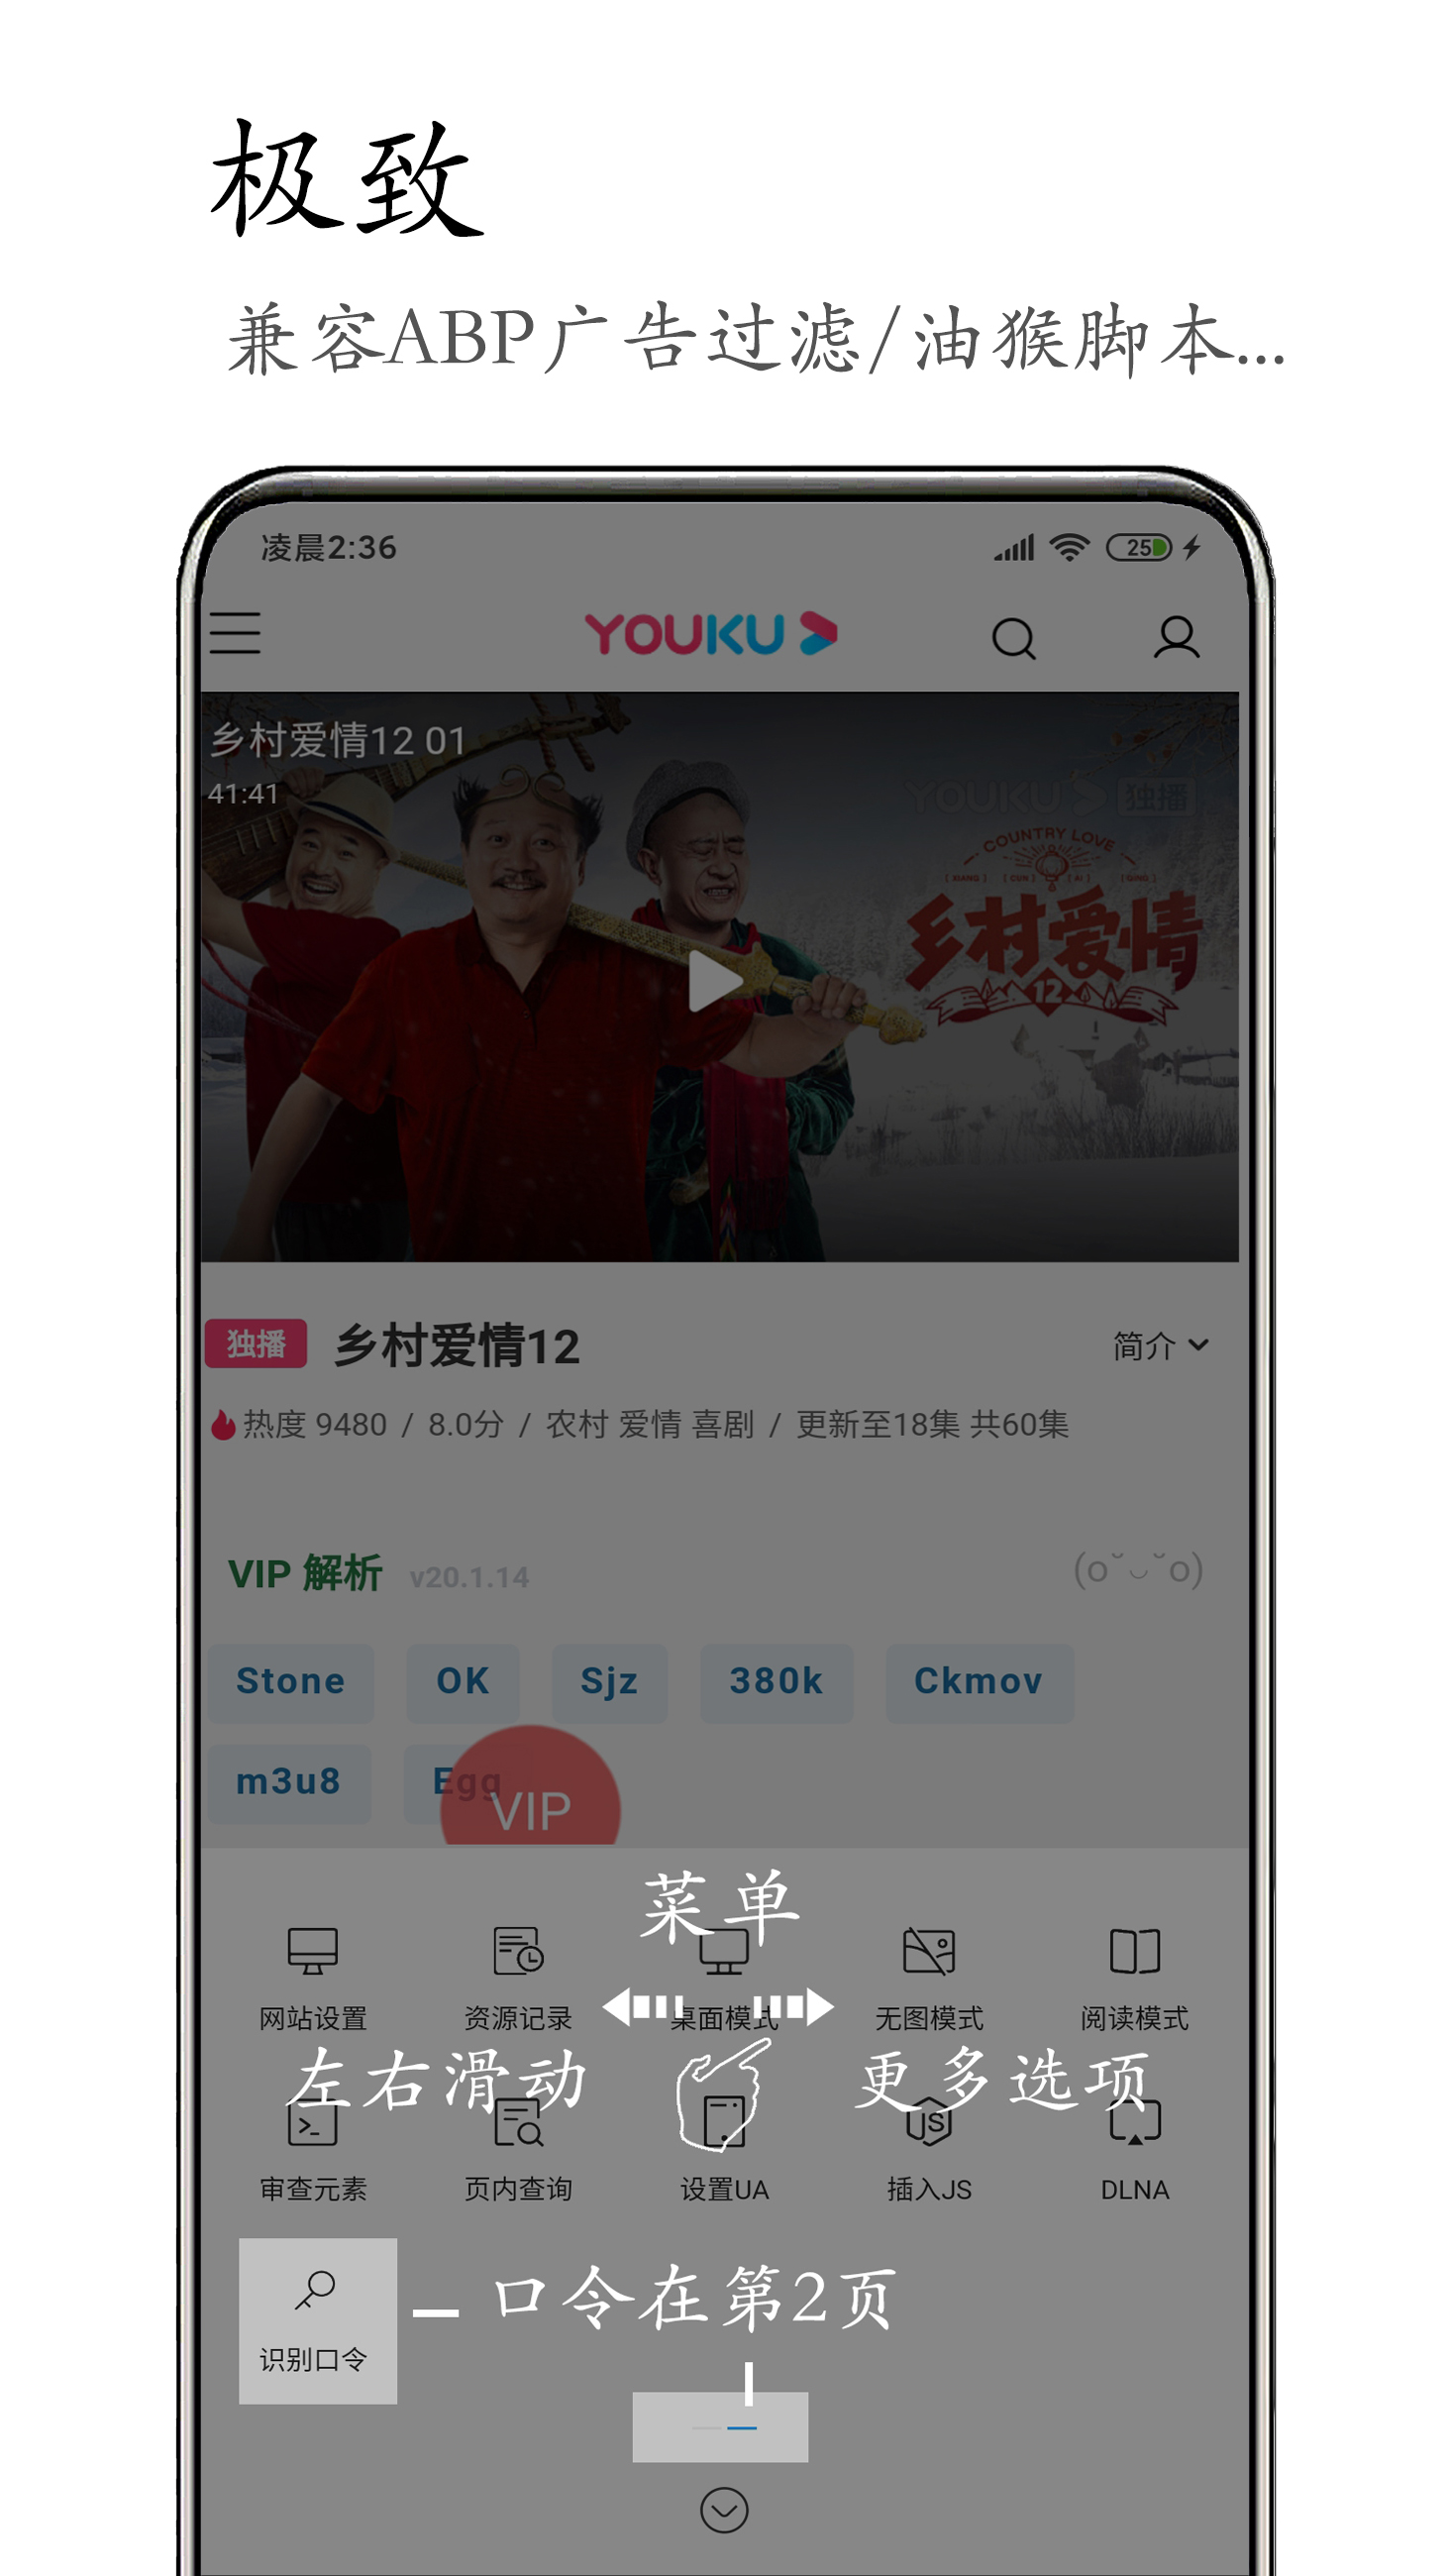 极致
兼容ABP广告过滤/油猴脚本...
凌晨2:36
25
YOUKU
乡村爱情12 01
41:41
YOUKU 独播
COUNTRY LOVE
[XIANG] [CUN] [AI] [QING]
乡村爱情
12
独播 乡村爱情12 简介
热度 9480 / 8.0分 / 农村 爱情 喜剧 / 更新至18集 共60集
VIP 解析 v20.1.14 (o˘◡˘o)
Stone OK Sjz 380k Ckmov
m3u8 Egg
VIP
菜单
网站设置 资源记录 桌面模式 无图模式 阅读模式
左右滑动 更多选项
JS
审查元素 页内查询 设置UA 插入JS DLNA
口令在第2页
识别口令